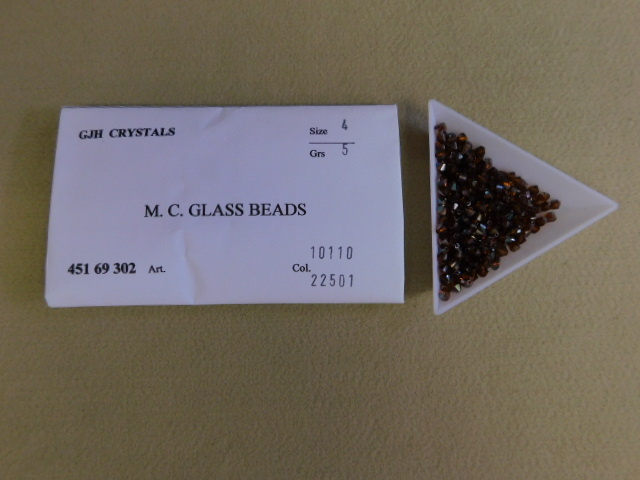 GJH CRYSTALS
Size 4
Grs 5
M. C. GLASS BEADS
451 69 302 Art.
Col. 10110
22501